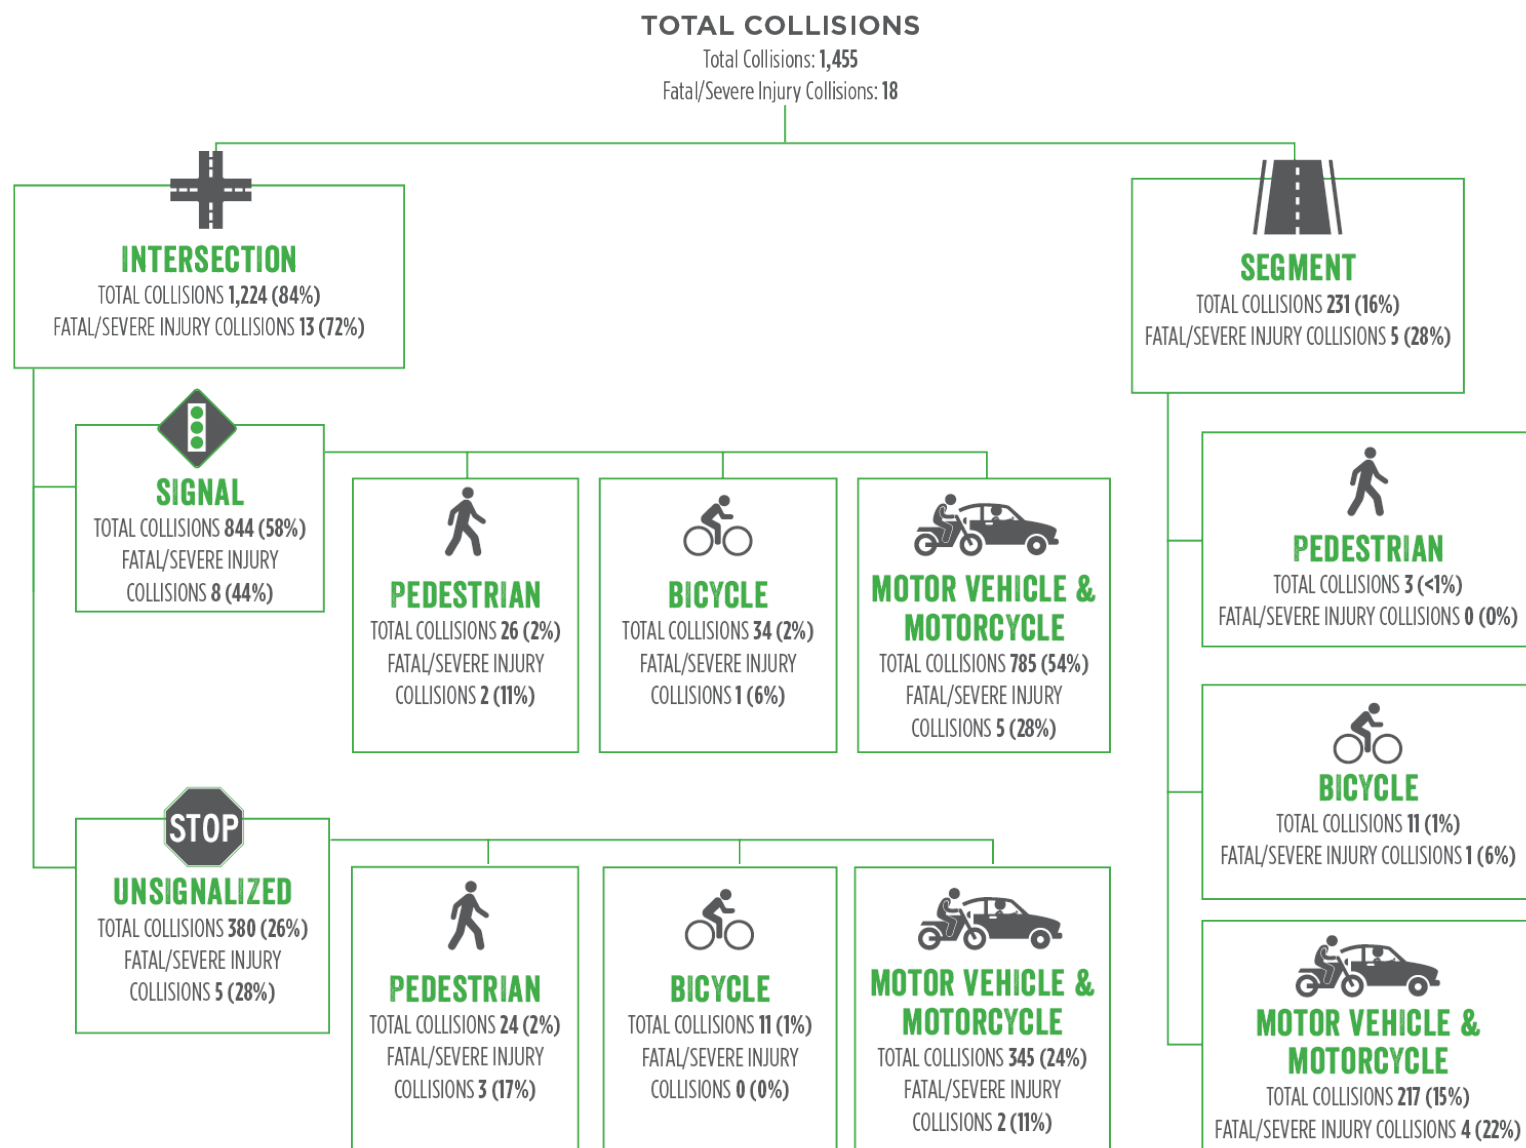 TOTAL COLLISIONS
Total Collisions: 1,455
Fatal/Severe Injury Collisions: 18
INTERSECTION
TOTAL COLLISIONS 1,224 (84%)
FATAL/SEVERE INJURY COLLISIONS 13 (72%)
SEGMENT
TOTAL COLLISIONS 231 (16%)
FATAL/SEVERE INJURY COLLISIONS 5 (28%)
SIGNAL
TOTAL COLLISIONS 844 (58%)
FATAL/SEVERE INJURY
COLLISIONS 8 (44%)
PEDESTRIAN
TOTAL COLLISIONS 26 (2%)
FATAL/SEVERE INJURY
COLLISIONS 2 (11%)
BICYCLE
TOTAL COLLISIONS 34 (2%)
FATAL/SEVERE INJURY
COLLISIONS 1 (6%)
MOTOR VEHICLE &
MOTORCYCLE
TOTAL COLLISIONS 785 (54%)
FATAL/SEVERE INJURY
COLLISIONS 5 (28%)
PEDESTRIAN
TOTAL COLLISIONS 3 (<1%)
FATAL/SEVERE INJURY COLLISIONS 0 (0%)
BICYCLE
TOTAL COLLISIONS 11 (1%)
FATAL/SEVERE INJURY COLLISIONS 1 (6%)
STOP
UNSIGNALIZED
TOTAL COLLISIONS 380 (26%)
FATAL/SEVERE INJURY
COLLISIONS 5 (28%)
PEDESTRIAN
TOTAL COLLISIONS 24 (2%)
FATAL/SEVERE INJURY
COLLISIONS 3 (17%)
BICYCLE
TOTAL COLLISIONS 11 (1%)
FATAL/SEVERE INJURY
COLLISIONS 0 (0%)
MOTOR VEHICLE &
MOTORCYCLE
TOTAL COLLISIONS 345 (24%)
FATAL/SEVERE INJURY
COLLISIONS 2 (11%)
MOTOR VEHICLE &
MOTORCYCLE
TOTAL COLLISIONS 217 (15%)
FATAL/SEVERE INJURY COLLISIONS 4 (22%)